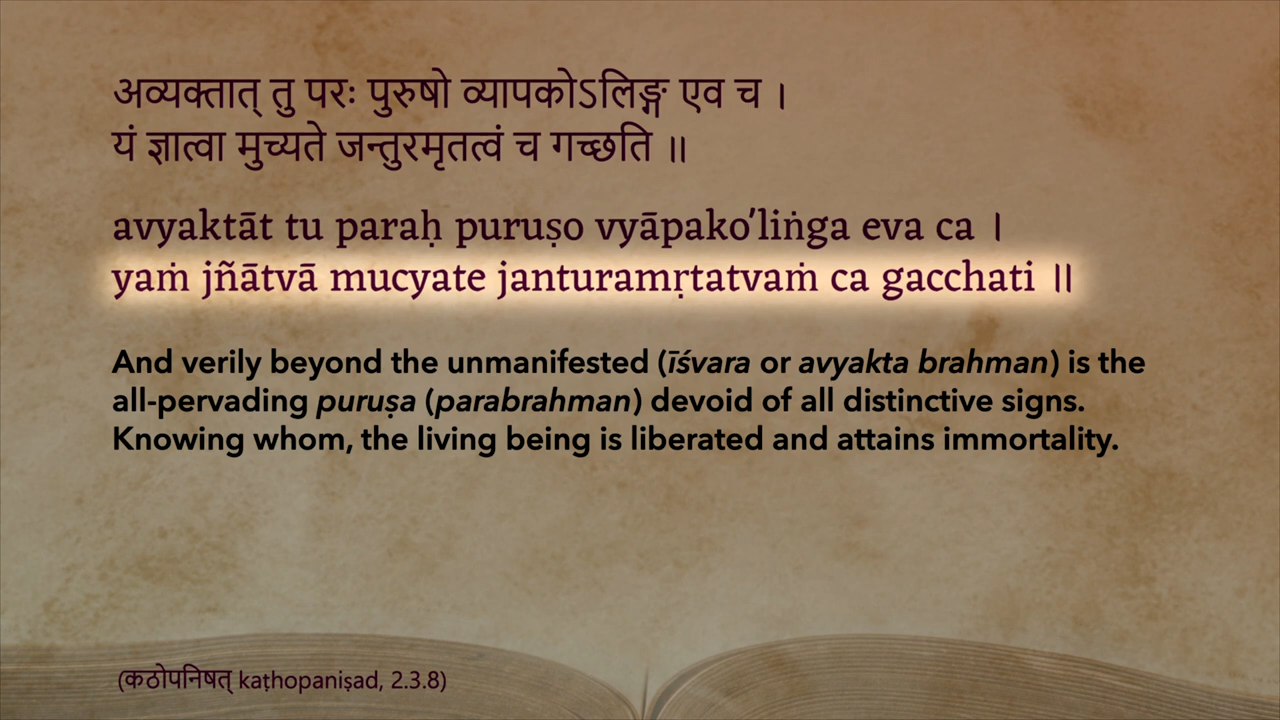 अव्यक्तात् तु परः पुरुषो व्यापकोऽलिङ्ग एव च ।
यं ज्ञात्वा मुच्यते जन्तुरमृतत्वं च गच्छति ॥
avyaktāt tu paraḥ puruṣo vyāpako’liṅga eva ca ।
yaṁ jñātvā mucyate janturamṛtatvaṁ ca gacchati ॥
And verily beyond the unmanifested (īśvara or avyakta brahman) is the
all-pervading puruṣa (parabrahman) devoid of all distinctive signs.
Knowing whom, the living being is liberated and attains immortality.
(कठोपनिषत् kaṭhopaniṣad, 2.3.8)